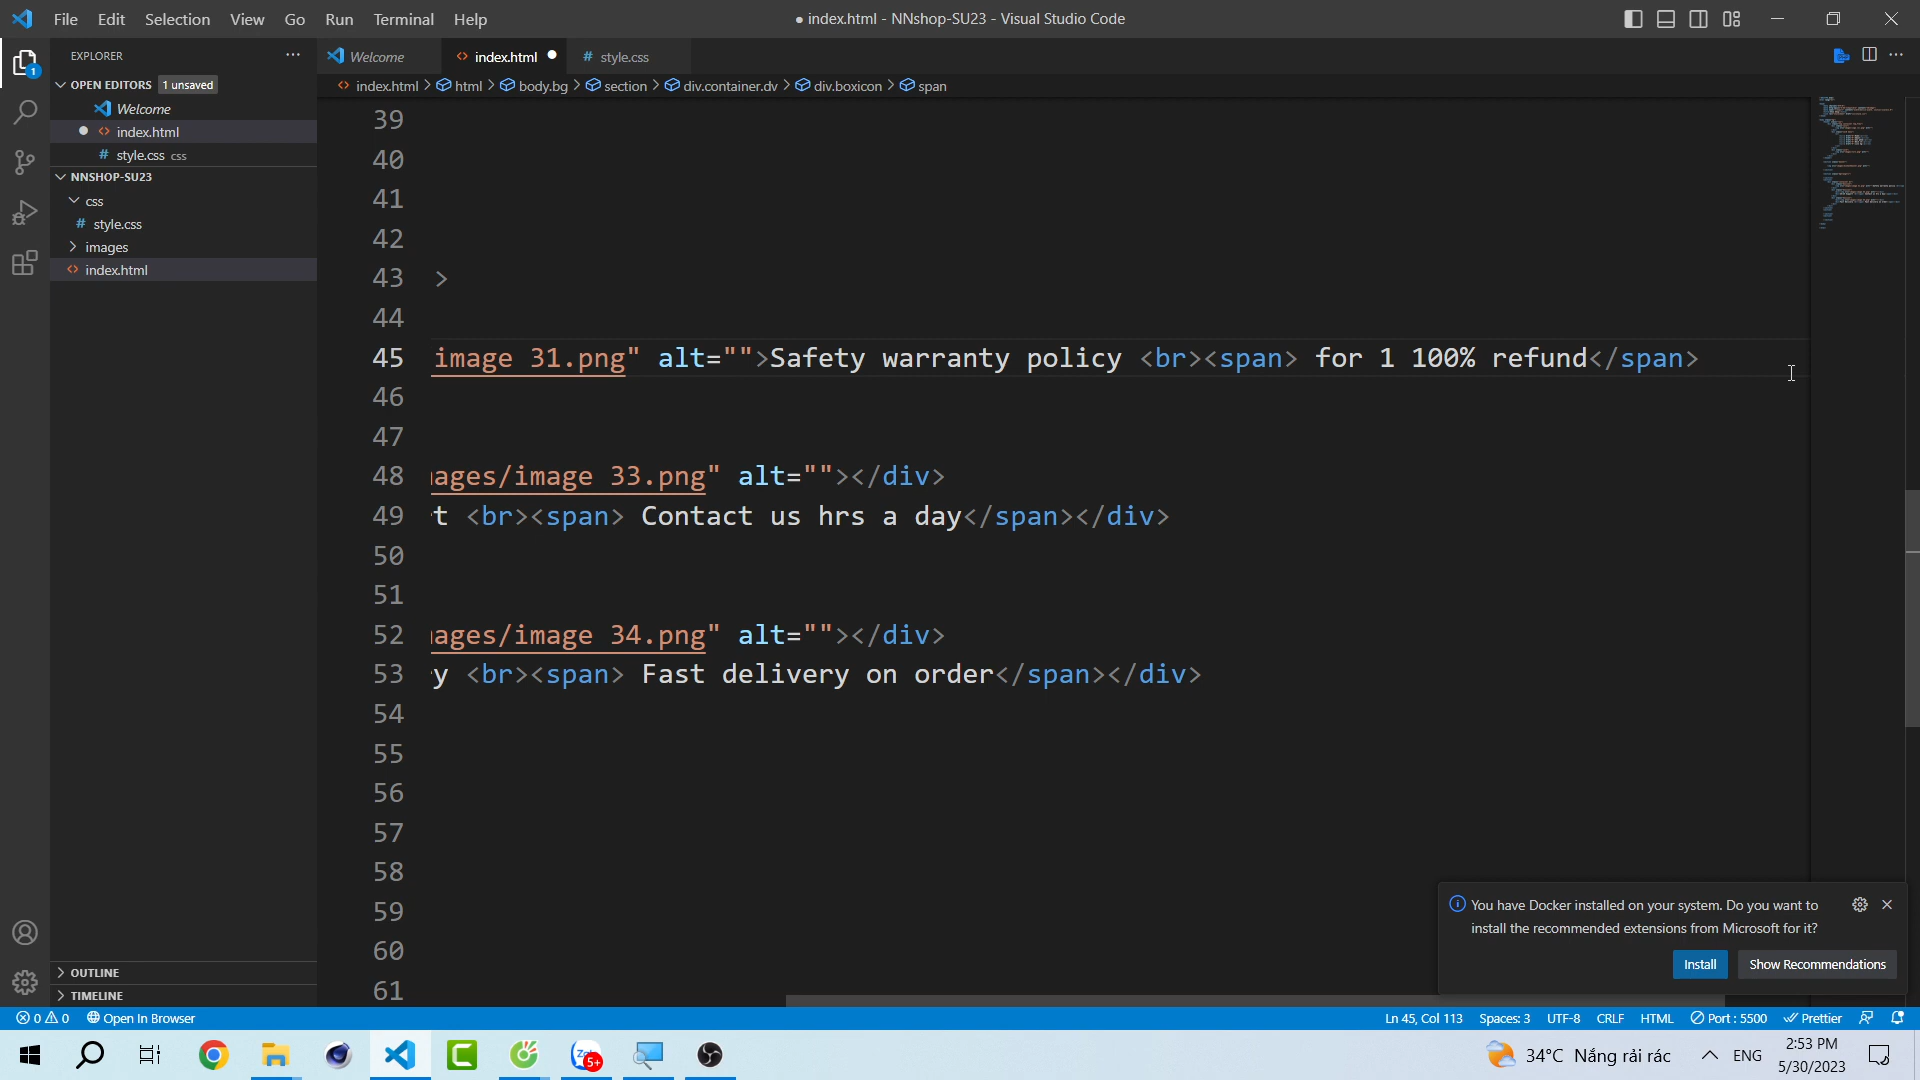 File Edit Selection View Go Run Terminal Help
● index.html - NNshop-SU23 - Visual Studio Code
EXPLORER
OPEN EDITORS 1 unsaved
Welcome
index.html
style.css css
NNSHOP-SU23
css
style.css
images
index.html
OUTLINE
TIMELINE
Welcome
index.html
style.css
index.html > html > body.bg > section > div.container.dv > div.boxicon > span
39
40
41
42
43 >
44
45 image 31.png" alt="">Safety warranty policy <br><span> for 1 100% refund</span>
46
47
48 ages/image 33.png" alt=""></div>
49 t <br><span> Contact us hrs a day</span></div>
50
51
52 ages/image 34.png" alt=""></div>
53 y <br><span> Fast delivery on order</span></div>
54
55
56
57
58
59
60
61
You have Docker installed on your system. Do you want to
install the recommended extensions from Microsoft for it?
Install Show Recommendations
0 0 Open In Browser
Ln 45, Col 113 Spaces: 3 UTF-8 CRLF HTML Port : 5500 Prettier
5+
34°C Nắng rải rác
ENG
2:53 PM
5/30/2023